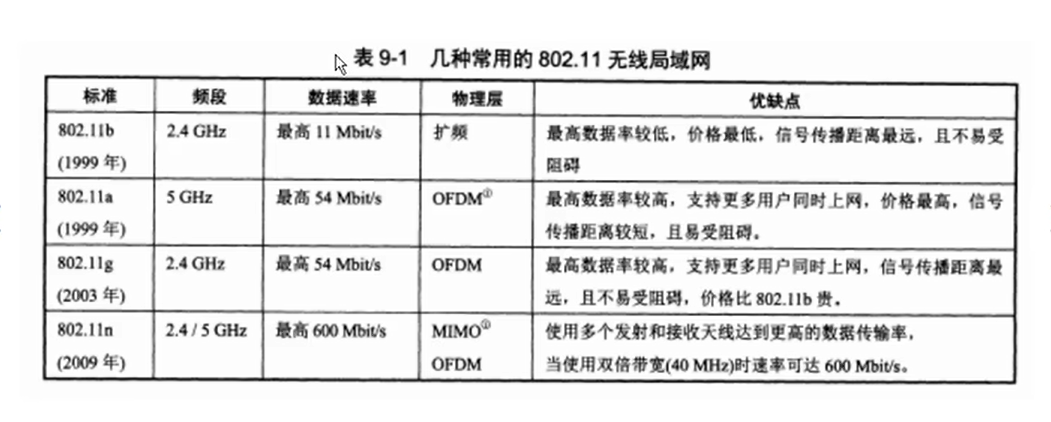 表 9-1 几种常用的 802.11 无线局域网
标准 频段 数据速率 物理层 优缺点
802.11b 2.4 GHz 最高 11 Mbit/s 扩频 最高数据率较低，价格最低，信号传播距离最远，且不易受
(1999 年) 阻碍
802.11a 5 GHz 最高 54 Mbit/s OFDM① 最高数据率较高，支持更多用户同时上网，价格最高，信号
(1999 年) 传播距离较短，且易受阻碍。
802.11g 2.4 GHz 最高 54 Mbit/s OFDM 最高数据率较高，支持更多用户同时上网，信号传播距离最
(2003 年) 远，且不易受阻碍，价格比 802.11b 贵。
802.11n 2.4 / 5 GHz 最高 600 Mbit/s MIMO① 使用多个发射和接收天线达到更高的数据传输率，
(2009 年) OFDM 当使用双倍带宽(40 MHz)时速率可达 600 Mbit/s。